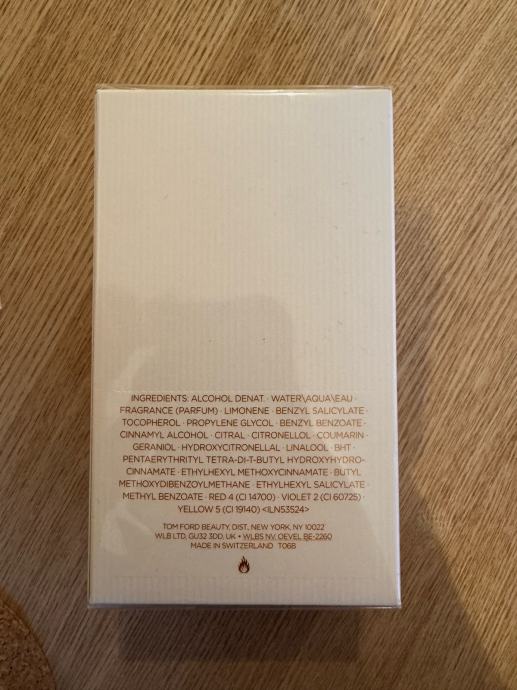 INGREDIENTS: ALCOHOL DENAT. · WATER\AQUA\EAU ·
FRAGRANCE (PARFUM) · LIMONENE · BENZYL SALICYLATE ·
TOCOPHEROL · PROPYLENE GLYCOL · BENZYL BENZOATE ·
CINNAMYL ALCOHOL · CITRAL · CITRONELLOL · COUMARIN ·
GERANIOL · HYDROXYCITRONELLAL · LINALOOL · BHT ·
PENTAERYTHRITYL TETRA-DI-T-BUTYL HYDROXYHYDRO-
CINNAMATE · ETHYLHEXYL METHOXYCINNAMATE · BUTYL
METHOXYDIBENZOYLMETHANE · ETHYLHEXYL SALICYLATE ·
METHYL BENZOATE · RED 4 (CI 14700) · VIOLET 2 (CI 60725) ·
YELLOW 5 (CI 19140) <ILN53524>
TOM FORD BEAUTY, DIST., NEW YORK, NY 10022
WLB LTD, GU32 3DD, UK • WLBS NV. OEVEL BE-2260
MADE IN SWITZERLAND T06B